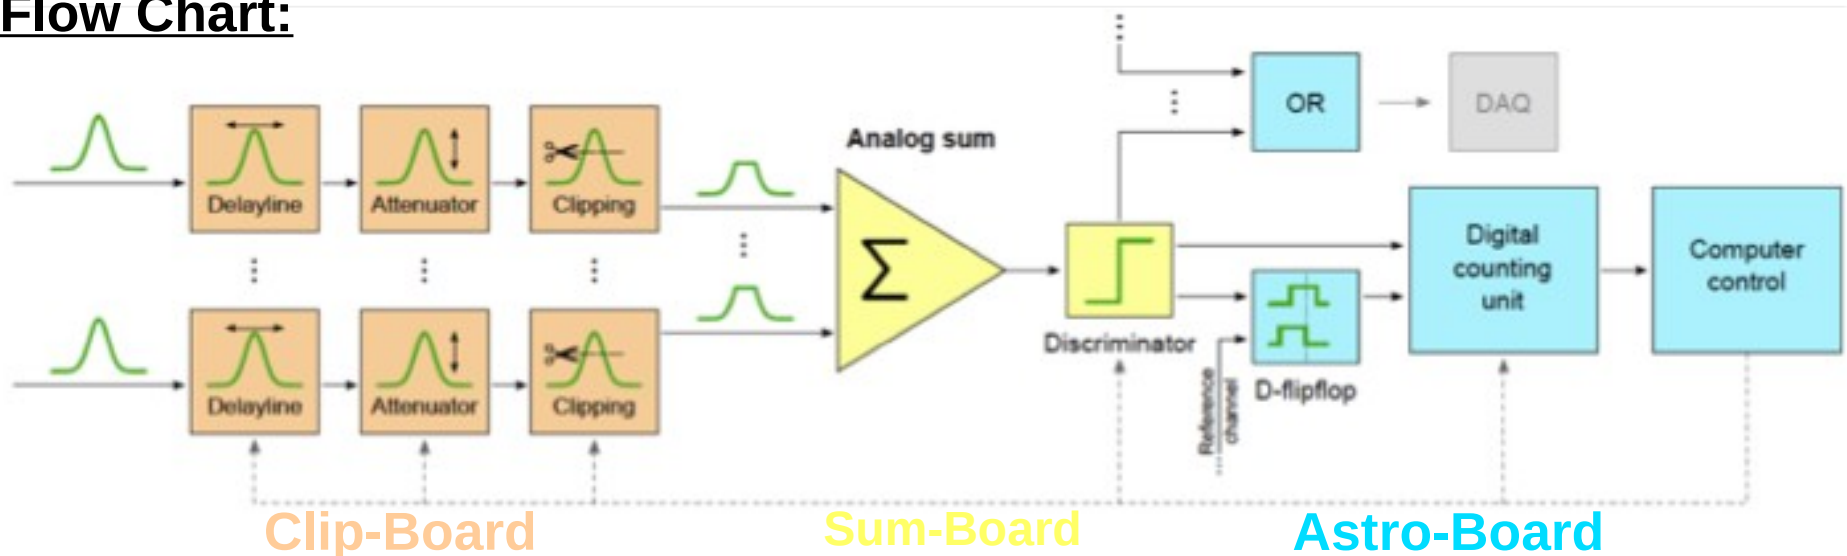 Flow Chart:
Delayline
Attenuator
Clipping
Delayline
Attenuator
Clipping
Analog sum
Σ
Discriminator
OR
DAQ
D-flipflop
Reference
channel
Digital
counting
unit
Computer
control
Clip-Board
Sum-Board
Astro-Board